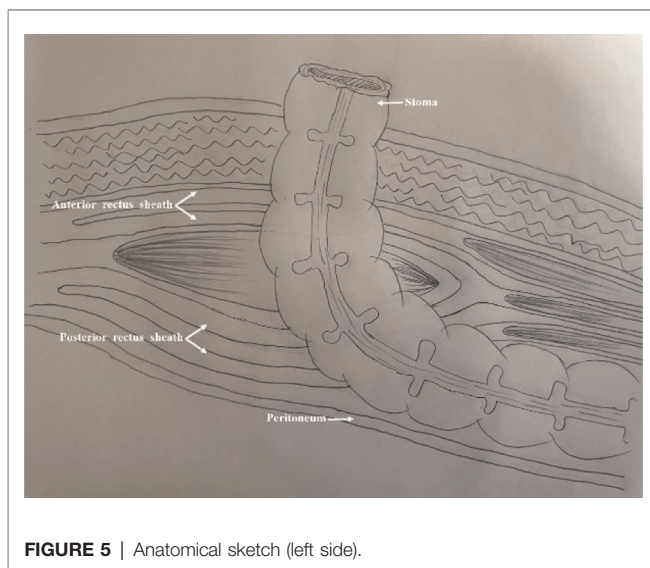 Stoma
Anterior rectus sheath
Posterior rectus sheath
Peritoneum
FIGURE 5 | Anatomical sketch (left side).